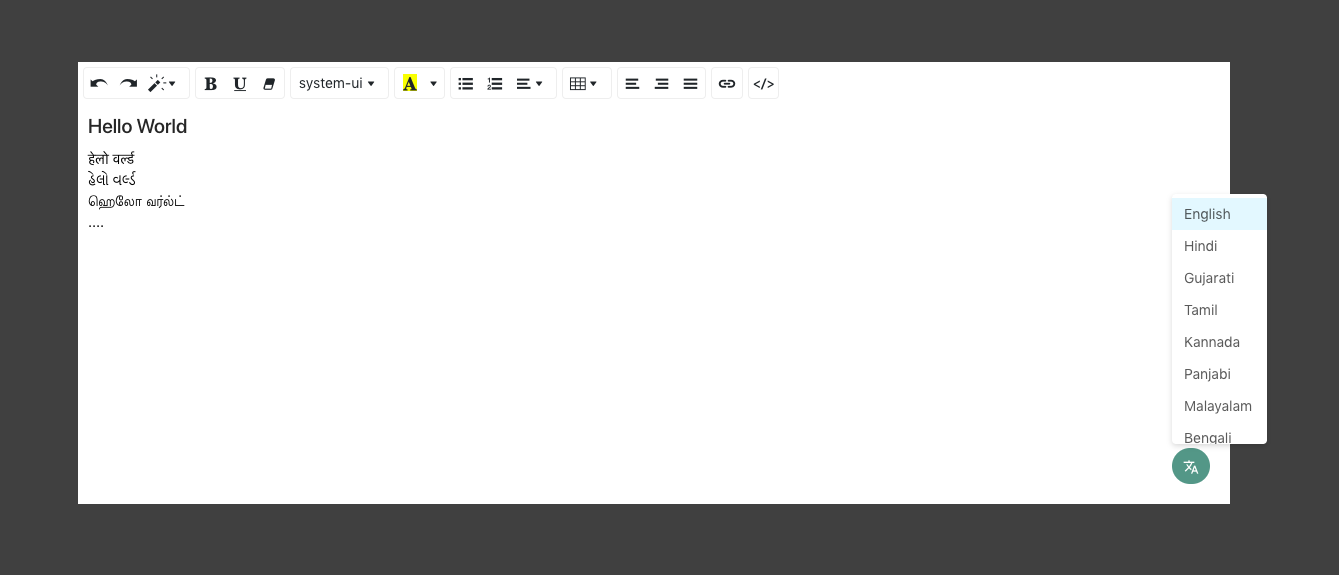 B U system-ui A </>
Hello World
हेलो वर्ल्ड
હેલો વર્લ્ડ
ஹெலோ வர்ல்ட்
....
English
Hindi
Gujarati
Tamil
Kannada
Panjabi
Malayalam
Bengali